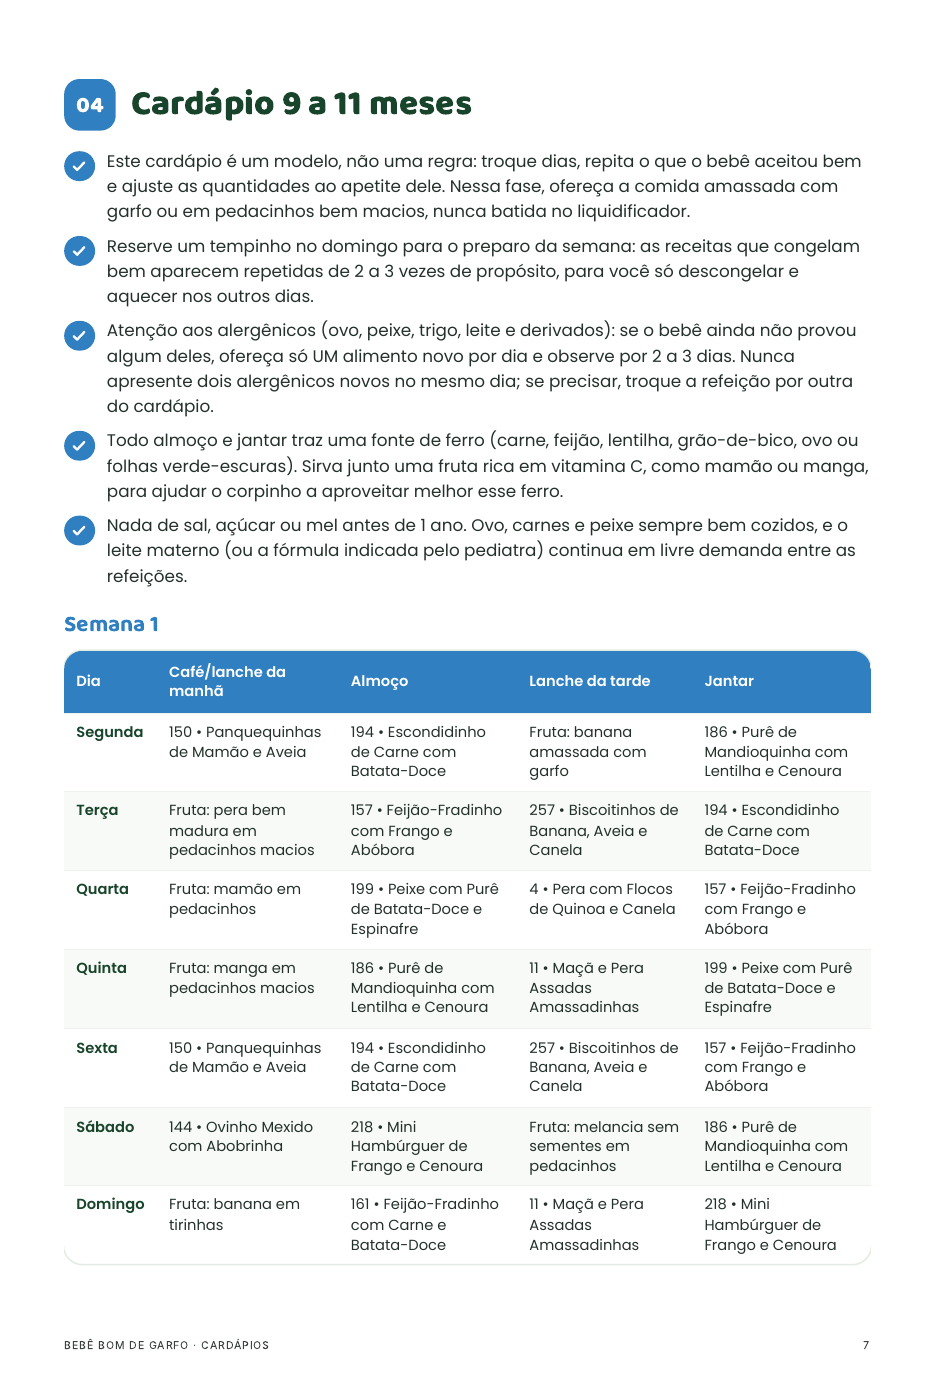 04
Cardápio 9 a 11 meses
Este cardápio é um modelo, não uma regra: troque dias, repita o que o bebê aceitou bem
e ajuste as quantidades ao apetite dele. Nessa fase, ofereça a comida amassada com
garfo ou em pedacinhos bem macios, nunca batida no liquidificador.
Reserve um tempinho no domingo para o preparo da semana: as receitas que congelam
bem aparecem repetidas de 2 a 3 vezes de propósito, para você só descongelar e
aquecer nos outros dias.
Atenção aos alergênicos (ovo, peixe, trigo, leite e derivados): se o bebê ainda não provou
algum deles, ofereça só UM alimento novo por dia e observe por 2 a 3 dias. Nunca
apresente dois alergênicos novos no mesmo dia; se precisar, troque a refeição por outra
do cardápio.
Todo almoço e jantar traz uma fonte de ferro (carne, feijão, lentilha, grão-de-bico, ovo ou
folhas verde-escuras). Sirva junto uma fruta rica em vitamina C, como mamão ou manga,
para ajudar o corpinho a aproveitar melhor esse ferro.
Nada de sal, açúcar ou mel antes de 1 ano. Ovo, carnes e peixe sempre bem cozidos, e o
leite materno (ou a fórmula indicada pelo pediatra) continua em livre demanda entre as
refeições.
Semana 1
Dia
Café/lanche da
manhã
Almoço
Lanche da tarde
Jantar
Segunda
150 • Panquequinhas
de Mamão e Aveia
194 • Escondidinho
de Carne com
Batata-Doce
Fruta: banana
amassada com
garfo
186 • Purê de
Mandioquinha com
Lentilha e Cenoura
Terça
Fruta: pera bem
madura em
pedacinhos macios
157 • Feijão-Fradinho
com Frango e
Abóbora
257 • Biscoitinhos de
Banana, Aveia e
Canela
194 • Escondidinho
de Carne com
Batata-Doce
Quarta
Fruta: mamão em
pedacinhos
199 • Peixe com Purê
de Batata-Doce e
Espinafre
4 • Pera com Flocos
de Quinoa e Canela
157 • Feijão-Fradinho
com Frango e
Abóbora
Quinta
Fruta: manga em
pedacinhos macios
186 • Purê de
Mandioquinha com
Lentilha e Cenoura
11 • Maçã e Pera
Assadas
Amassadinhas
199 • Peixe com Purê
de Batata-Doce e
Espinafre
Sexta
150 • Panquequinhas
de Mamão e Aveia
194 • Escondidinho
de Carne com
Batata-Doce
257 • Biscoitinhos de
Banana, Aveia e
Canela
157 • Feijão-Fradinho
com Frango e
Abóbora
Sábado
144 • Ovinho Mexido
com Abobrinha
218 • Mini
Hambúrguer de
Frango e Cenoura
Fruta: melancia sem
sementes em
pedacinhos
186 • Purê de
Mandioquinha com
Lentilha e Cenoura
Domingo
Fruta: banana em
tirinhas
161 • Feijão-Fradinho
com Carne e
Batata-Doce
11 • Maçã e Pera
Assadas
Amassadinhas
218 • Mini
Hambúrguer de
Frango e Cenoura
BEBÊ BOM DE GARFO · CARDÁPIOS
7